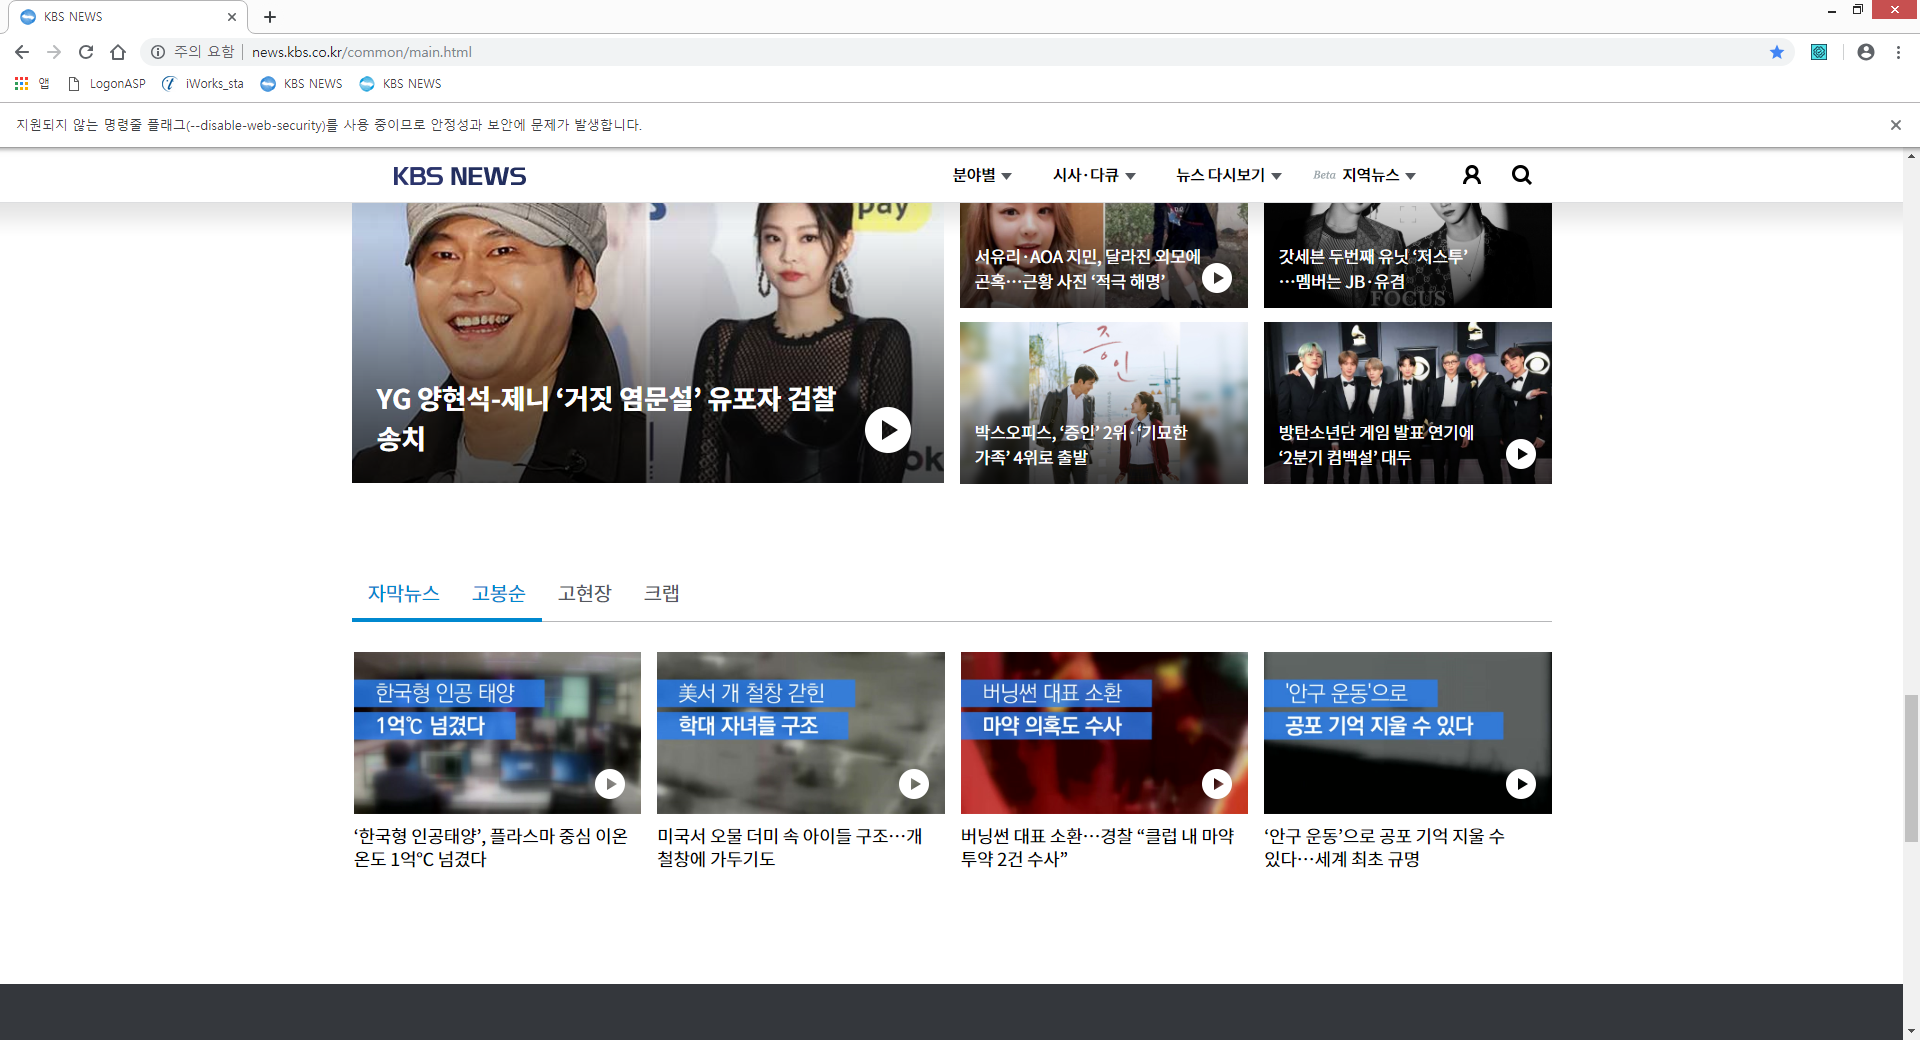 KBS NEWS
주의 요함
news.kbs.co.kr/common/main.html
앱
LogonASP
iWorks_sta
KBS NEWS
KBS NEWS
지원되지 않는 명령줄 플래그(--disable-web-security)를 사용 중이므로 안정성과 보안에 문제가 발생합니다.
KBS NEWS
분야별
시사·다큐
뉴스 다시보기
Beta 지역뉴스
pay
YG 양현석-제니 ‘거짓 염문설’ 유포자 검찰
송치
ok
서유리·AOA 지민, 달라진 외모에
곤혹…근황 사진 ‘적극 해명’
갓세븐 두번째 유닛 ‘저스투’
…멤버는 JB·유겸
FOCUS
증인
박스오피스, ‘증인’ 2위·‘기묘한
가족’ 4위로 출발
방탄소년단 게임 발표 연기에
‘2분기 컴백설’ 대두
자막뉴스
고봉순
고현장
크랩
한국형 인공 태양
1억℃ 넘겼다
‘한국형 인공태양’, 플라스마 중심 이온
온도 1억℃ 넘겼다
美서 개 철창 갇힌
학대 자녀들 구조
미국서 오물 더미 속 아이들 구조…개
철창에 가두기도
버닝썬 대표 소환
마약 의혹도 수사
버닝썬 대표 소환…경찰 “클럽 내 마약
투약 2건 수사”
'안구 운동'으로
공포 기억 지울 수 있다
‘안구 운동’으로 공포 기억 지울 수
있다…세계 최초 규명